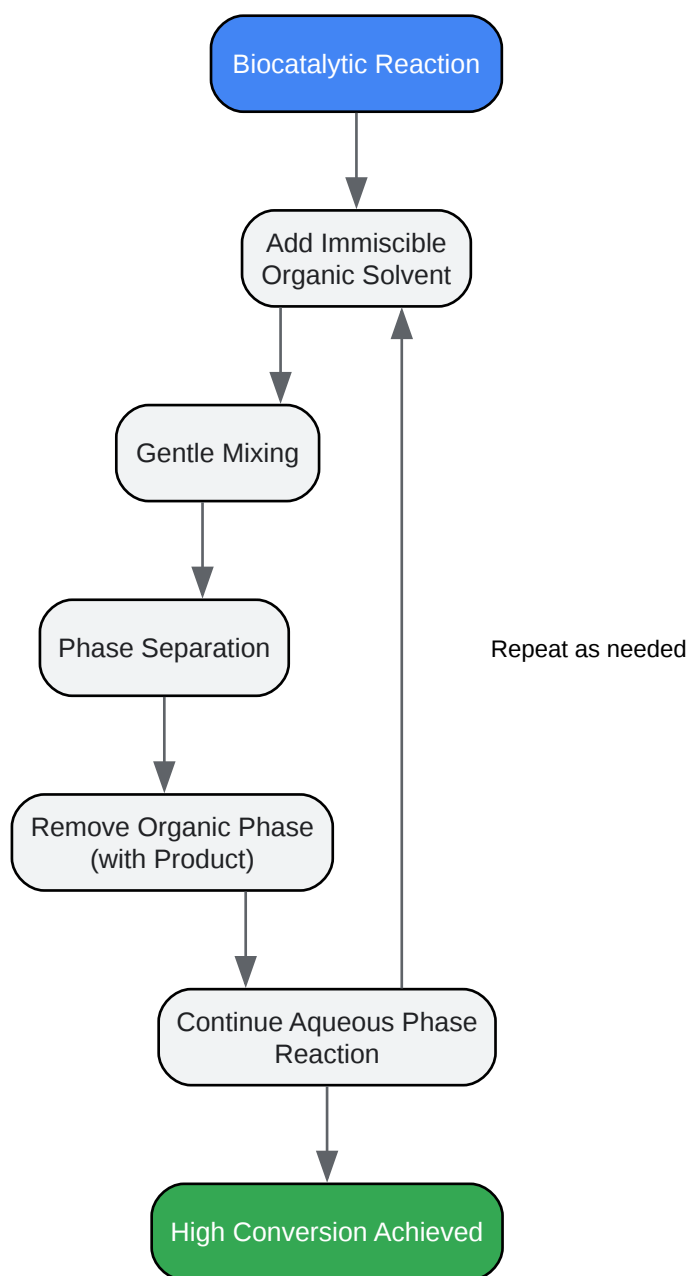 Biocatalytic Reaction
Add Immiscible
Organic Solvent
Gentle Mixing
Phase Separation
Repeat as needed
Remove Organic Phase
(with Product)
Continue Aqueous Phase
Reaction
High Conversion Achieved